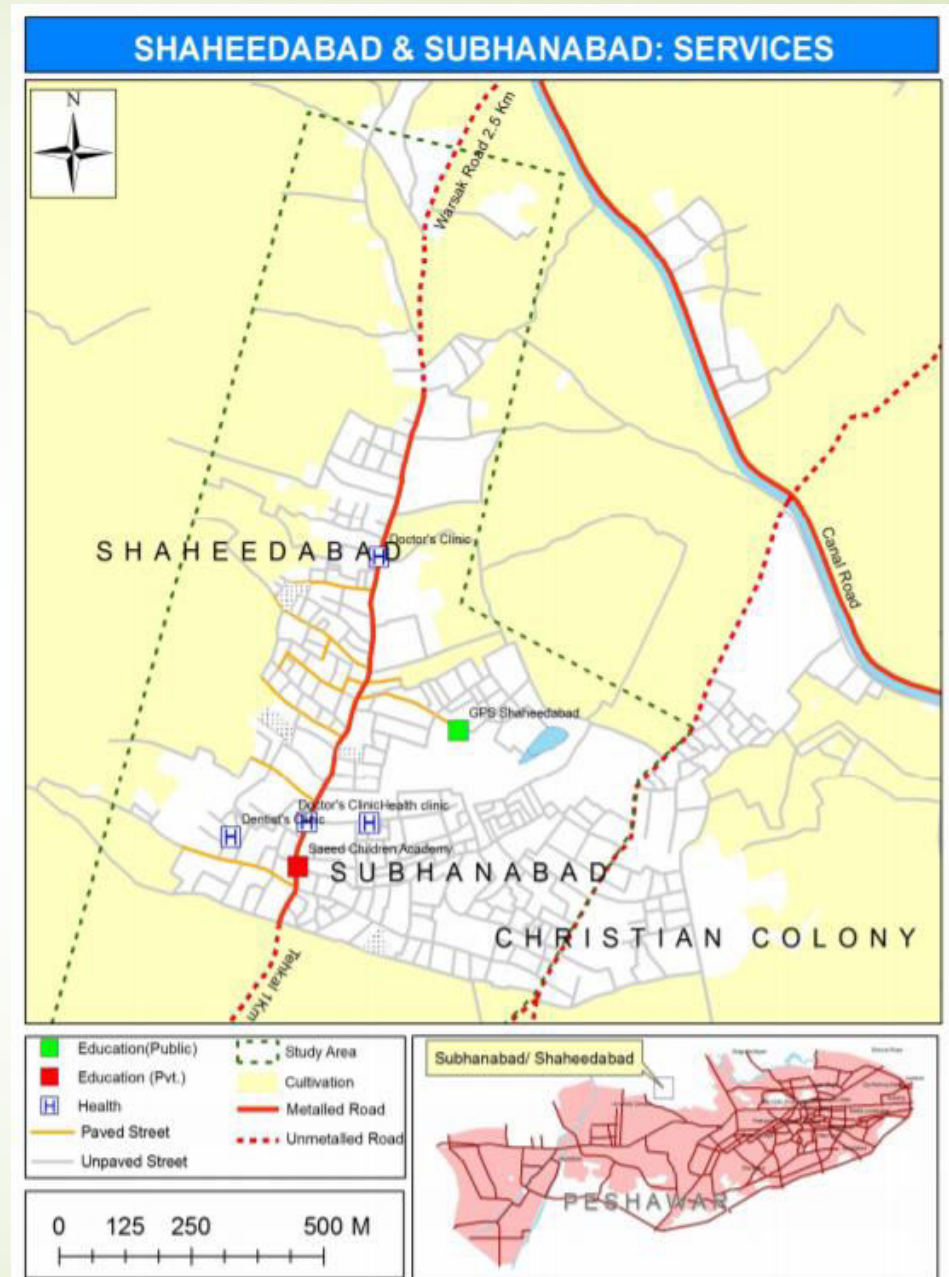 SHAHEEDABAD & SUBHANABAD: SERVICES
N
Warsak Road 2.5 Km
Canal Road
SHAHEEDABAD
Doctor's Clinic
GPS Shaheedabad
Doctor's Clinic
Health clinic
Dentist's Clinic
Saeed Children Academy
SUBHANABAD
CHRISTIAN COLONY
Tehkal 1Km
Education(Public)
Education (Pvt.)
H Health
Paved Street
Unpaved Street
Study Area
Cultivation
Metalled Road
Unmetalled Road
0 125 250 500 M
Subhanabad/ Shaheedabad
PESHAWAR